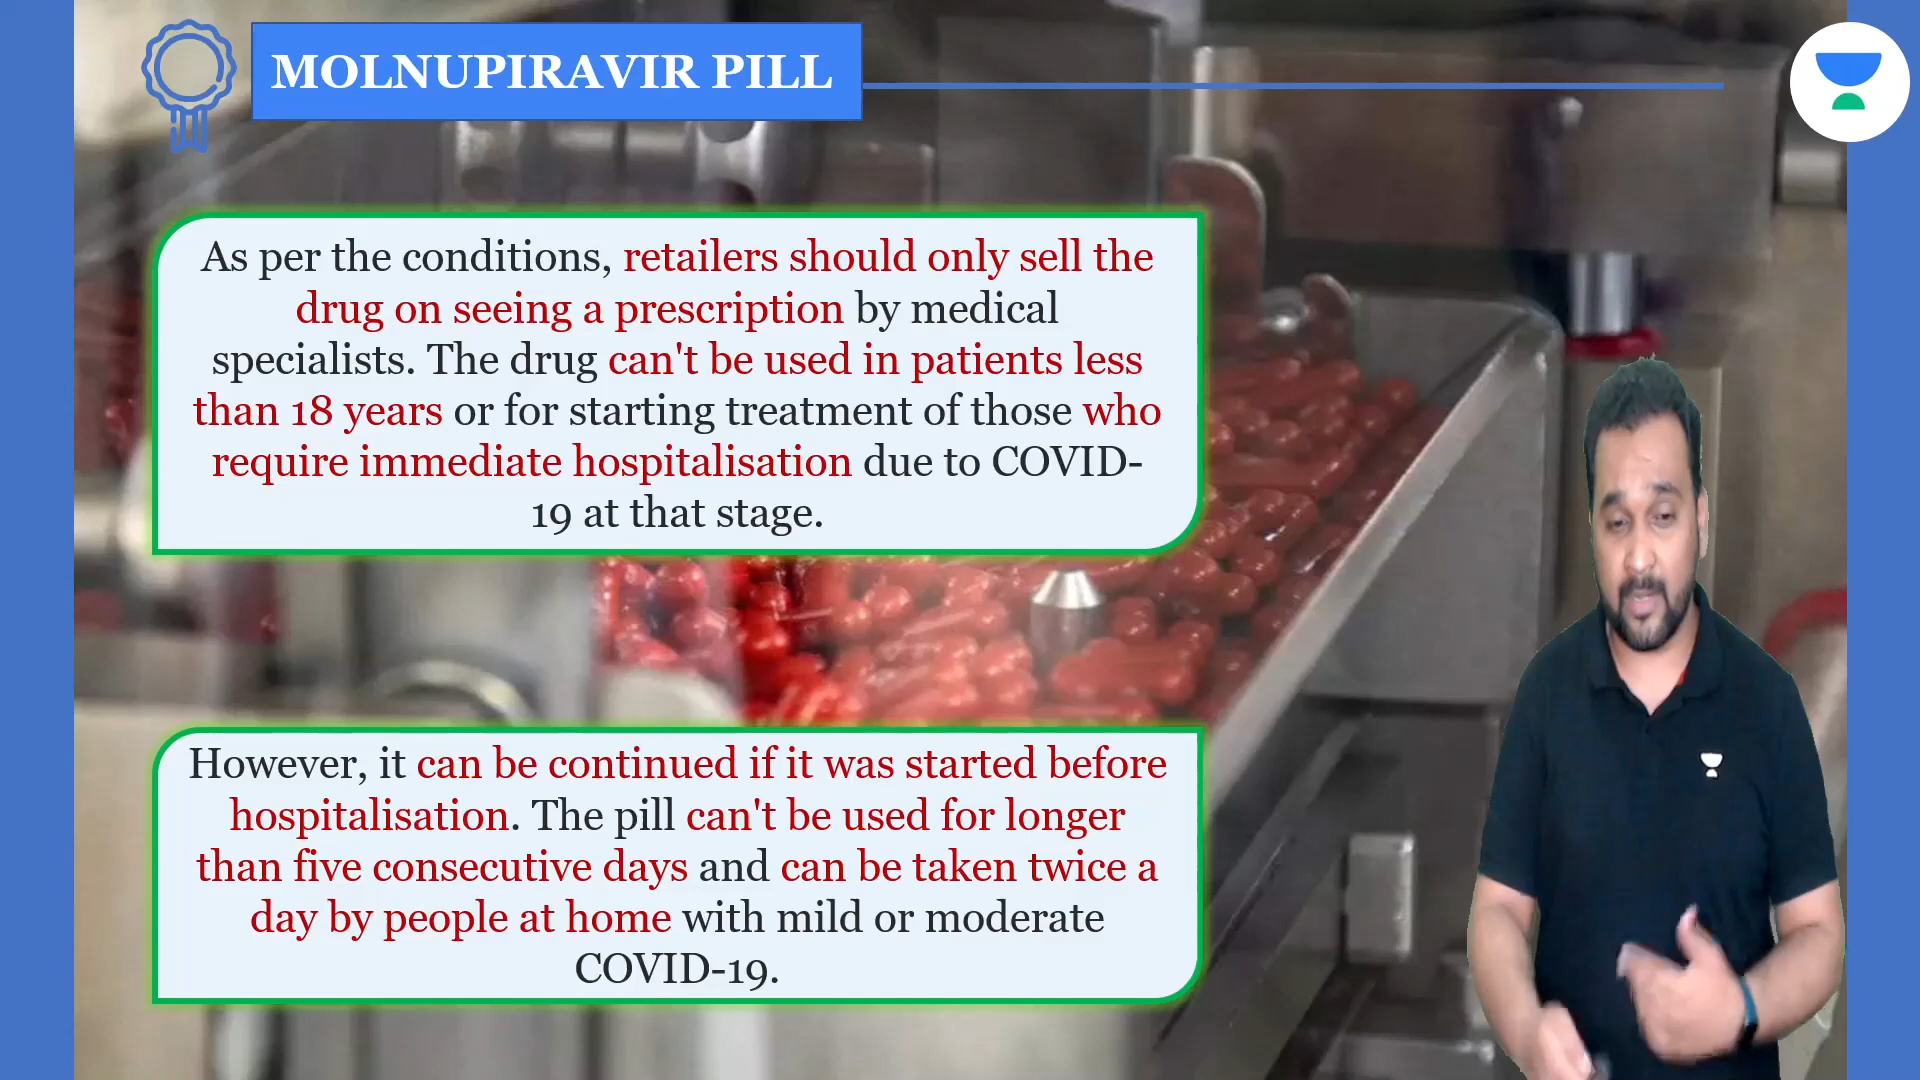 MOLNUPIRAVIR PILL
As per the conditions, retailers should only sell the
drug on seeing a prescription by medical
specialists. The drug can't be used in patients less
than 18 years or for starting treatment of those who
require immediate hospitalisation due to COVID-
19 at that stage.
However, it can be continued if it was started before
hospitalisation. The pill can't be used for longer
than five consecutive days and can be taken twice a
day by people at home with mild or moderate
COVID-19.